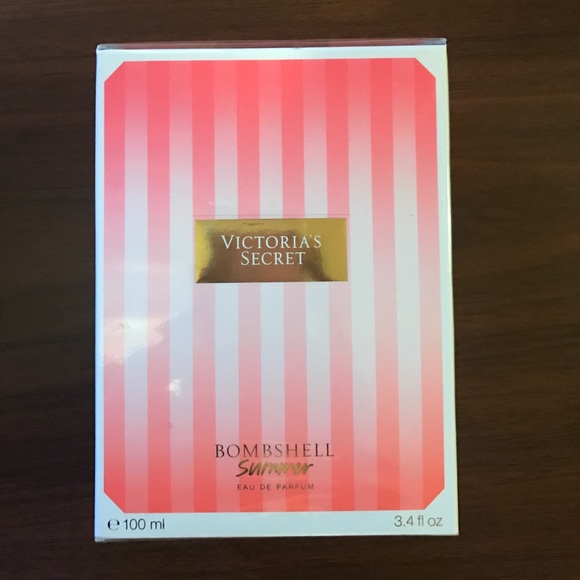 VICTORIA'S
SECRET
BOMBSHELL
Summer
EAU DE PARFUM
℮ 100 ml
3.4 fl oz